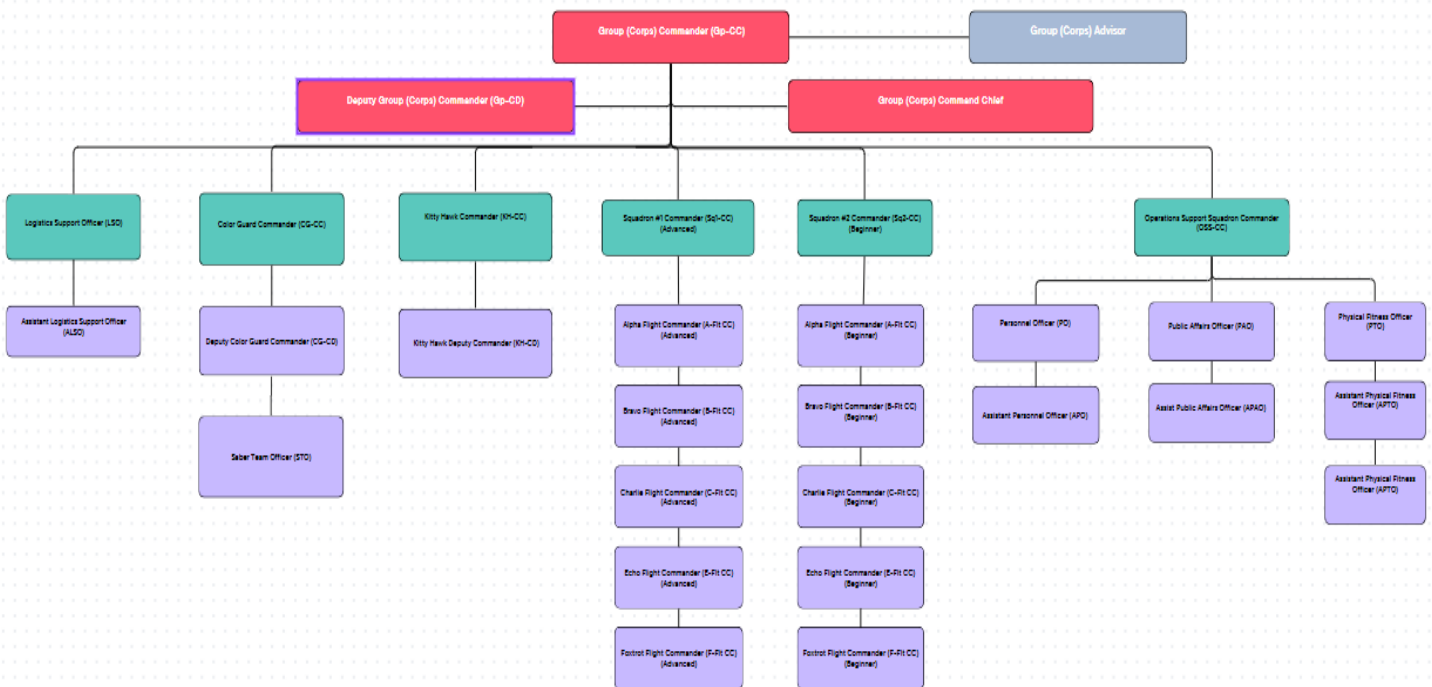 Group (Corps) Commander (Gp-CC)
Group (Corps) Advisor
Deputy Group (Corps) Commander (Gp-CD)
Group (Corps) Command Chief
Logistics Support Officer (LSO)
Color Guard Commander (CG-CC)
Kitty Hawk Commander (KH-CC)
Squadron #1 Commander (Sq1-CC)
(Advanced)
Squadron #2 Commander (Sq2-CC)
(Beginner)
Operations Support Squadron Commander
(OSS-CC)
Assistant Logistics Support Officer
(ALSO)
Deputy Color Guard Commander (CG-CD)
Kitty Hawk Deputy Commander (KH-CD)
Alpha Flight Commander (A-Flt CC)
(Advanced)
Alpha Flight Commander (A-Flt CC)
(Beginner)
Personnel Officer (PO)
Public Affairs Officer (PAO)
Physical Fitness Officer
(PTO)
Bravo Flight Commander (B-Flt CC)
(Advanced)
Bravo Flight Commander (B-Flt CC)
(Beginner)
Assistant Personnel Officer (APO)
Assist Public Affairs Officer (APAO)
Assistant Physical Fitness
Officer (APTO)
Saber Team Officer (STO)
Charlie Flight Commander (C-Flt CC)
(Advanced)
Charlie Flight Commander (C-Flt CC)
(Beginner)
Assistant Physical Fitness
Officer (APTO)
Echo Flight Commander (E-Flt CC)
(Advanced)
Echo Flight Commander (E-Flt CC)
(Beginner)
Foxtrot Flight Commander (F-Flt CC)
(Advanced)
Foxtrot Flight Commander (F-Flt CC)
(Beginner)